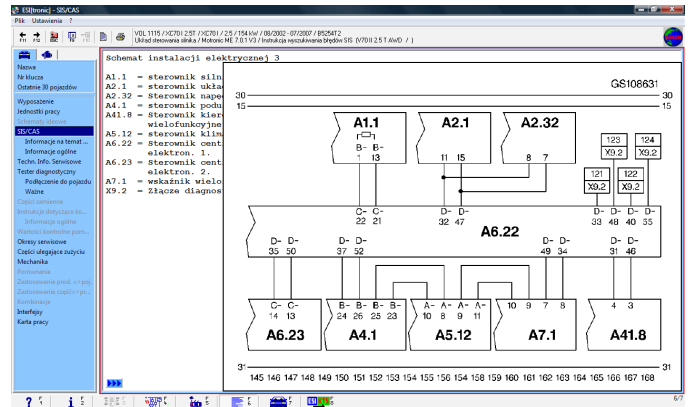 ESI[tronic] - SIS/CAS
Plik Ustawienia ?
VOL 1115 / XC70 I 2.5T / XC70 I / 2.5 / 154 kW / 08/2002 - 07/2007 / B5254T2
Układ sterowania silnika / Motronic ME 7.0.1 V3 / Instrukcja wyszukiwania błędów SIS (V70 II 2.5 T AWD / )
Nazwa
Nr klucza
Ostatnie 30 pojazdów
Wyposażenie
Jednostki pracy
Schematy ideowe
SIS/CAS
Informacje na temat ...
Informacje ogólne
Techn. Info. Serwisowe
Tester diagnostyczny
Podłączenie do pojazdu
Ważne
Części zamienne
Instrukcje dotyczące ko...
Informacje ogólne
Wartości kontrolne pom...
Okresy serwisowe
Części ulegające zużyciu
Mechanika
Porównania
Zastosowanie prod. <> poj.
Zastosowanie części <> pr...
Kombinacje
Interfejsy
Karta pracy
Schemat instalacji elektrycznej 3
A1.1 = sterownik siln
A2.1 = sterownik ukła
A2.32 = sterownik napę
A4.1 = sterownik podu
A41.8 = Sterownik kier
wielofunkcyjne
A5.12 = sterownik klim
A6.22 = Sterownik cent
elektron. 1.
A6.23 = Sterownik cent
elektron. 2.
A7.1 = wskaźnik wielo
X9.2 = Złącze diagnos
GS108631
30 30
15 15
A1.1 A2.1 A2.32
123 124
X9.2 X9.2
B- B-
1 13 11 15 8 7
121 122
X9.2 X9.2
C- C- D- D- D- D- D- D-
22 21 32 47 33 48 40 55
A6.22
D- D- D- D- D- D- D- D-
35 50 37 52 49 34 31 46
C- C- B- B- B- B- A- A- A- A- 10 9 7 8 4 3
14 13 24 26 25 23 10 8 9 11
A6.23 A4.1 A5.12 A7.1 A41.8
31 31
145 146 147 148 149 150 151 152 153 154 155 156 154 158 159 160 161 162 163 164 165 166 167 168
6/7